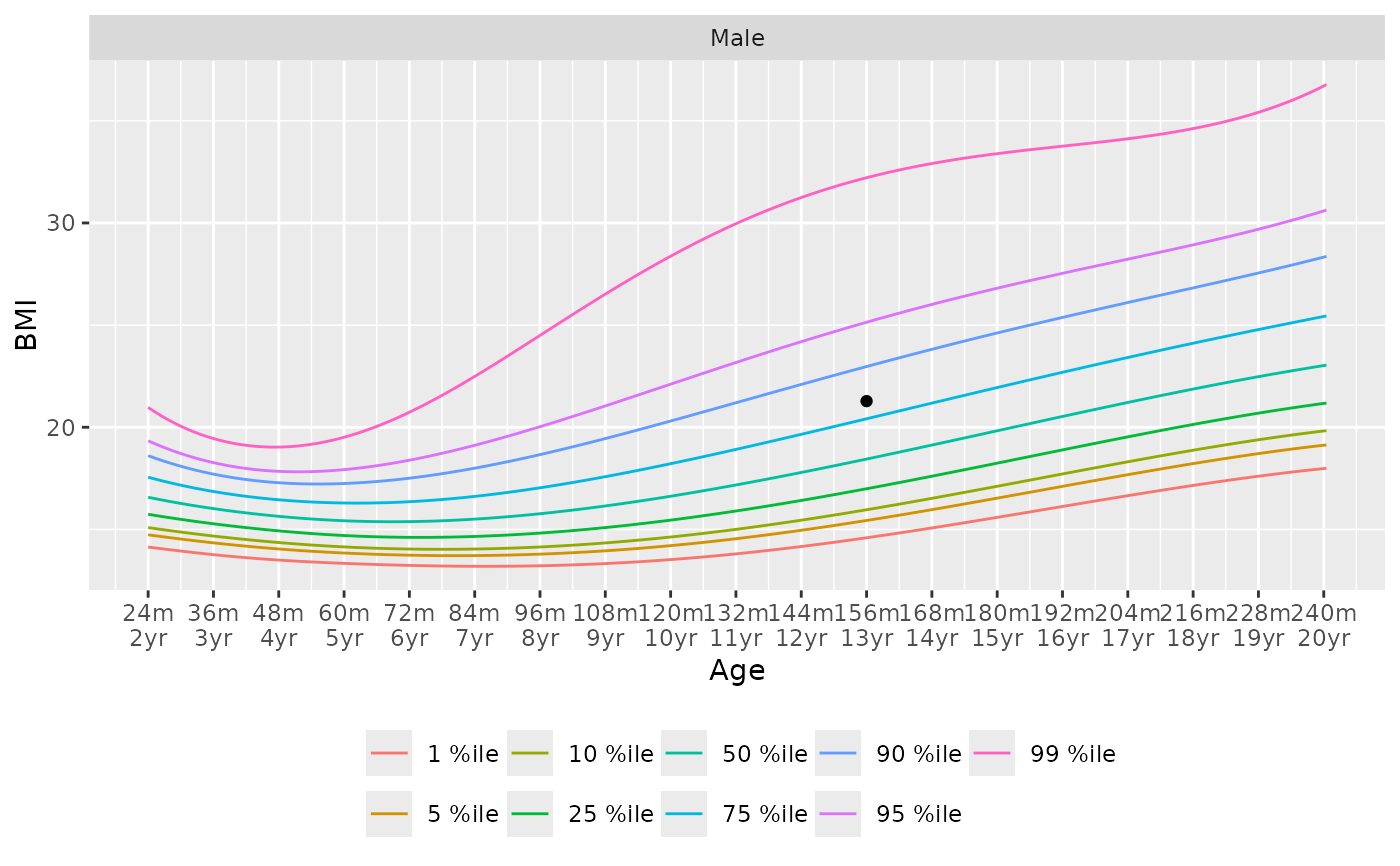 Male
30
20
BMI
24m 36m 48m 60m 72m 84m 96m 108m 120m 132m 144m 156m 168m 180m 192m 204m 216m 228m 240m
2yr 3yr 4yr 5yr 6yr 7yr 8yr 9yr 10yr 11yr 12yr 13yr 14yr 15yr 16yr 17yr 18yr 19yr 20yr
Age
1 %ile 10 %ile 50 %ile 90 %ile 99 %ile
5 %ile 25 %ile 75 %ile 95 %ile